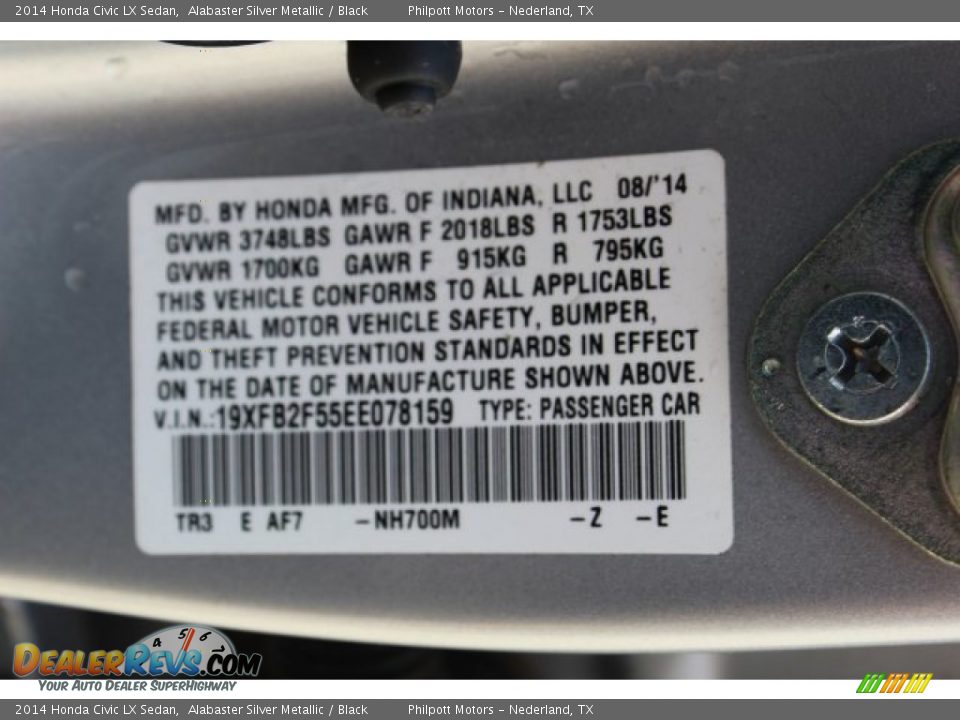 2014 Honda Civic LX Sedan, Alabaster Silver Metallic / Black Philpott Motors - Nederland, TX
MFD. BY HONDA MFG. OF INDIANA, LLC 08/'14
GVWR 3748LBS GAWR F 2018LBS R 1753LBS
GVWR 1700KG GAWR F 915KG R 795KG
THIS VEHICLE CONFORMS TO ALL APPLICABLE
FEDERAL MOTOR VEHICLE SAFETY, BUMPER,
AND THEFT PREVENTION STANDARDS IN EFFECT
ON THE DATE OF MANUFACTURE SHOWN ABOVE.
V.I.N.:19XFB2F55EE078159 TYPE: PASSENGER CAR
TR3 E AF7 -NH700M -Z -E
4 5 6
DEALERREVS.COM
YOUR AUTO DEALER SUPERHIGHWAY
2014 Honda Civic LX Sedan, Alabaster Silver Metallic / Black Philpott Motors - Nederland, TX